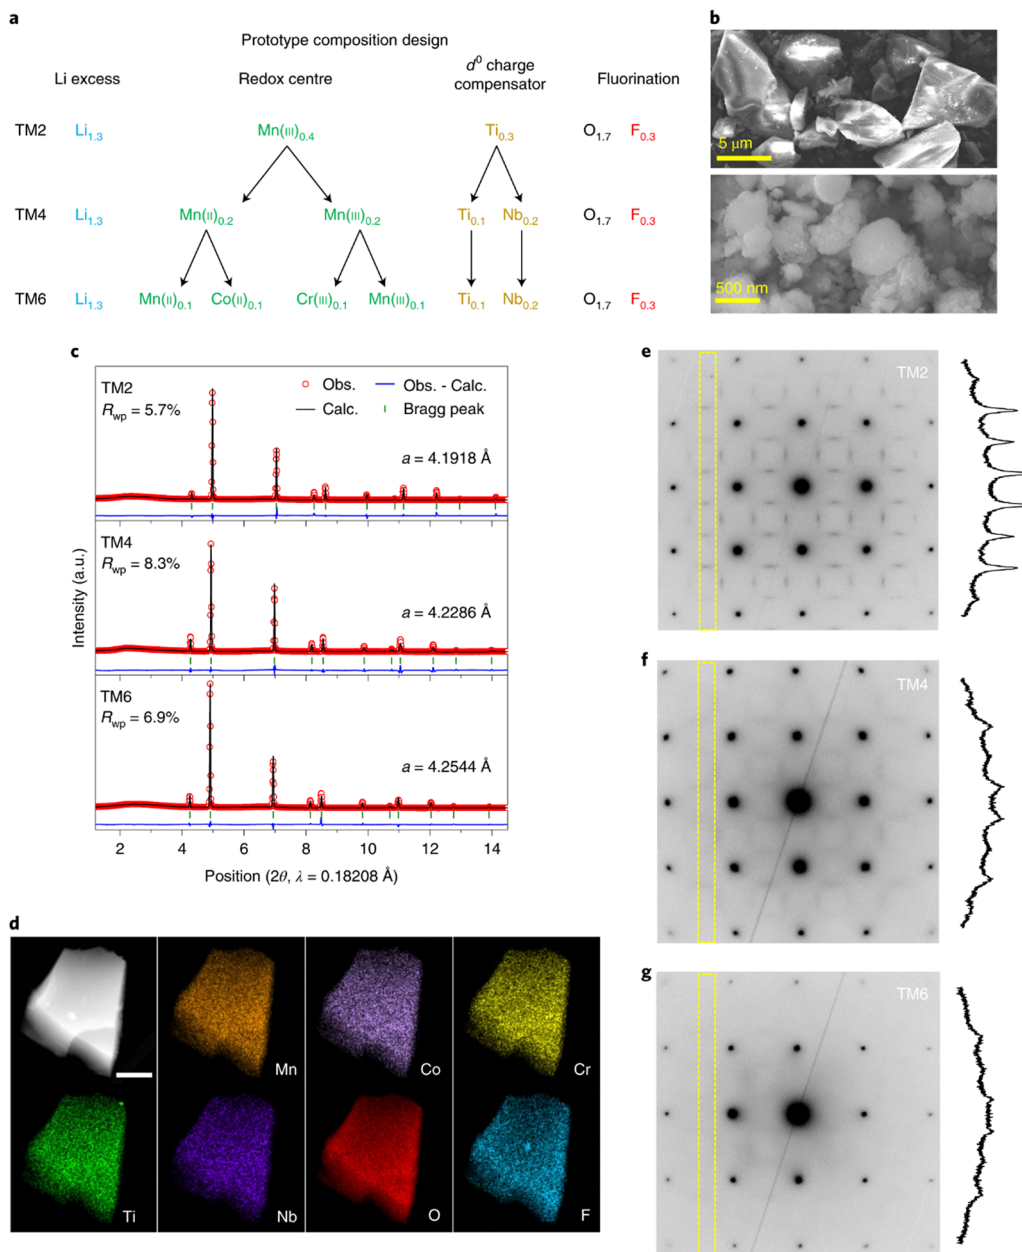 a
Prototype composition design
Li excess
Redox centre
d⁰ charge
compensator
Fluorination
TM2 Li1.3 Mn(III)0.4 Ti0.3 O1.7 F0.3
TM4 Li1.3 Mn(II)0.2 Mn(III)0.2 Ti0.1 Nb0.2 O1.7 F0.3
TM6 Li1.3 Mn(II)0.1 Co(II)0.1 Cr(III)0.1 Mn(III)0.1 Ti0.1 Nb0.2 O1.7 F0.3
b
5 µm
500 nm
c
TM2
Rwp = 5.7%
Obs.
Obs. - Calc.
Calc.
Bragg peak
a = 4.1918 Å
TM4
Rwp = 8.3%
a = 4.2286 Å
TM6
Rwp = 6.9%
a = 4.2544 Å
Intensity (a.u.)
2 4 6 8 10 12 14
Position (2θ, λ = 0.18208 Å)
d
Mn
Co
Cr
Ti
Nb
O
F
e
TM2
f
TM4
g
TM6